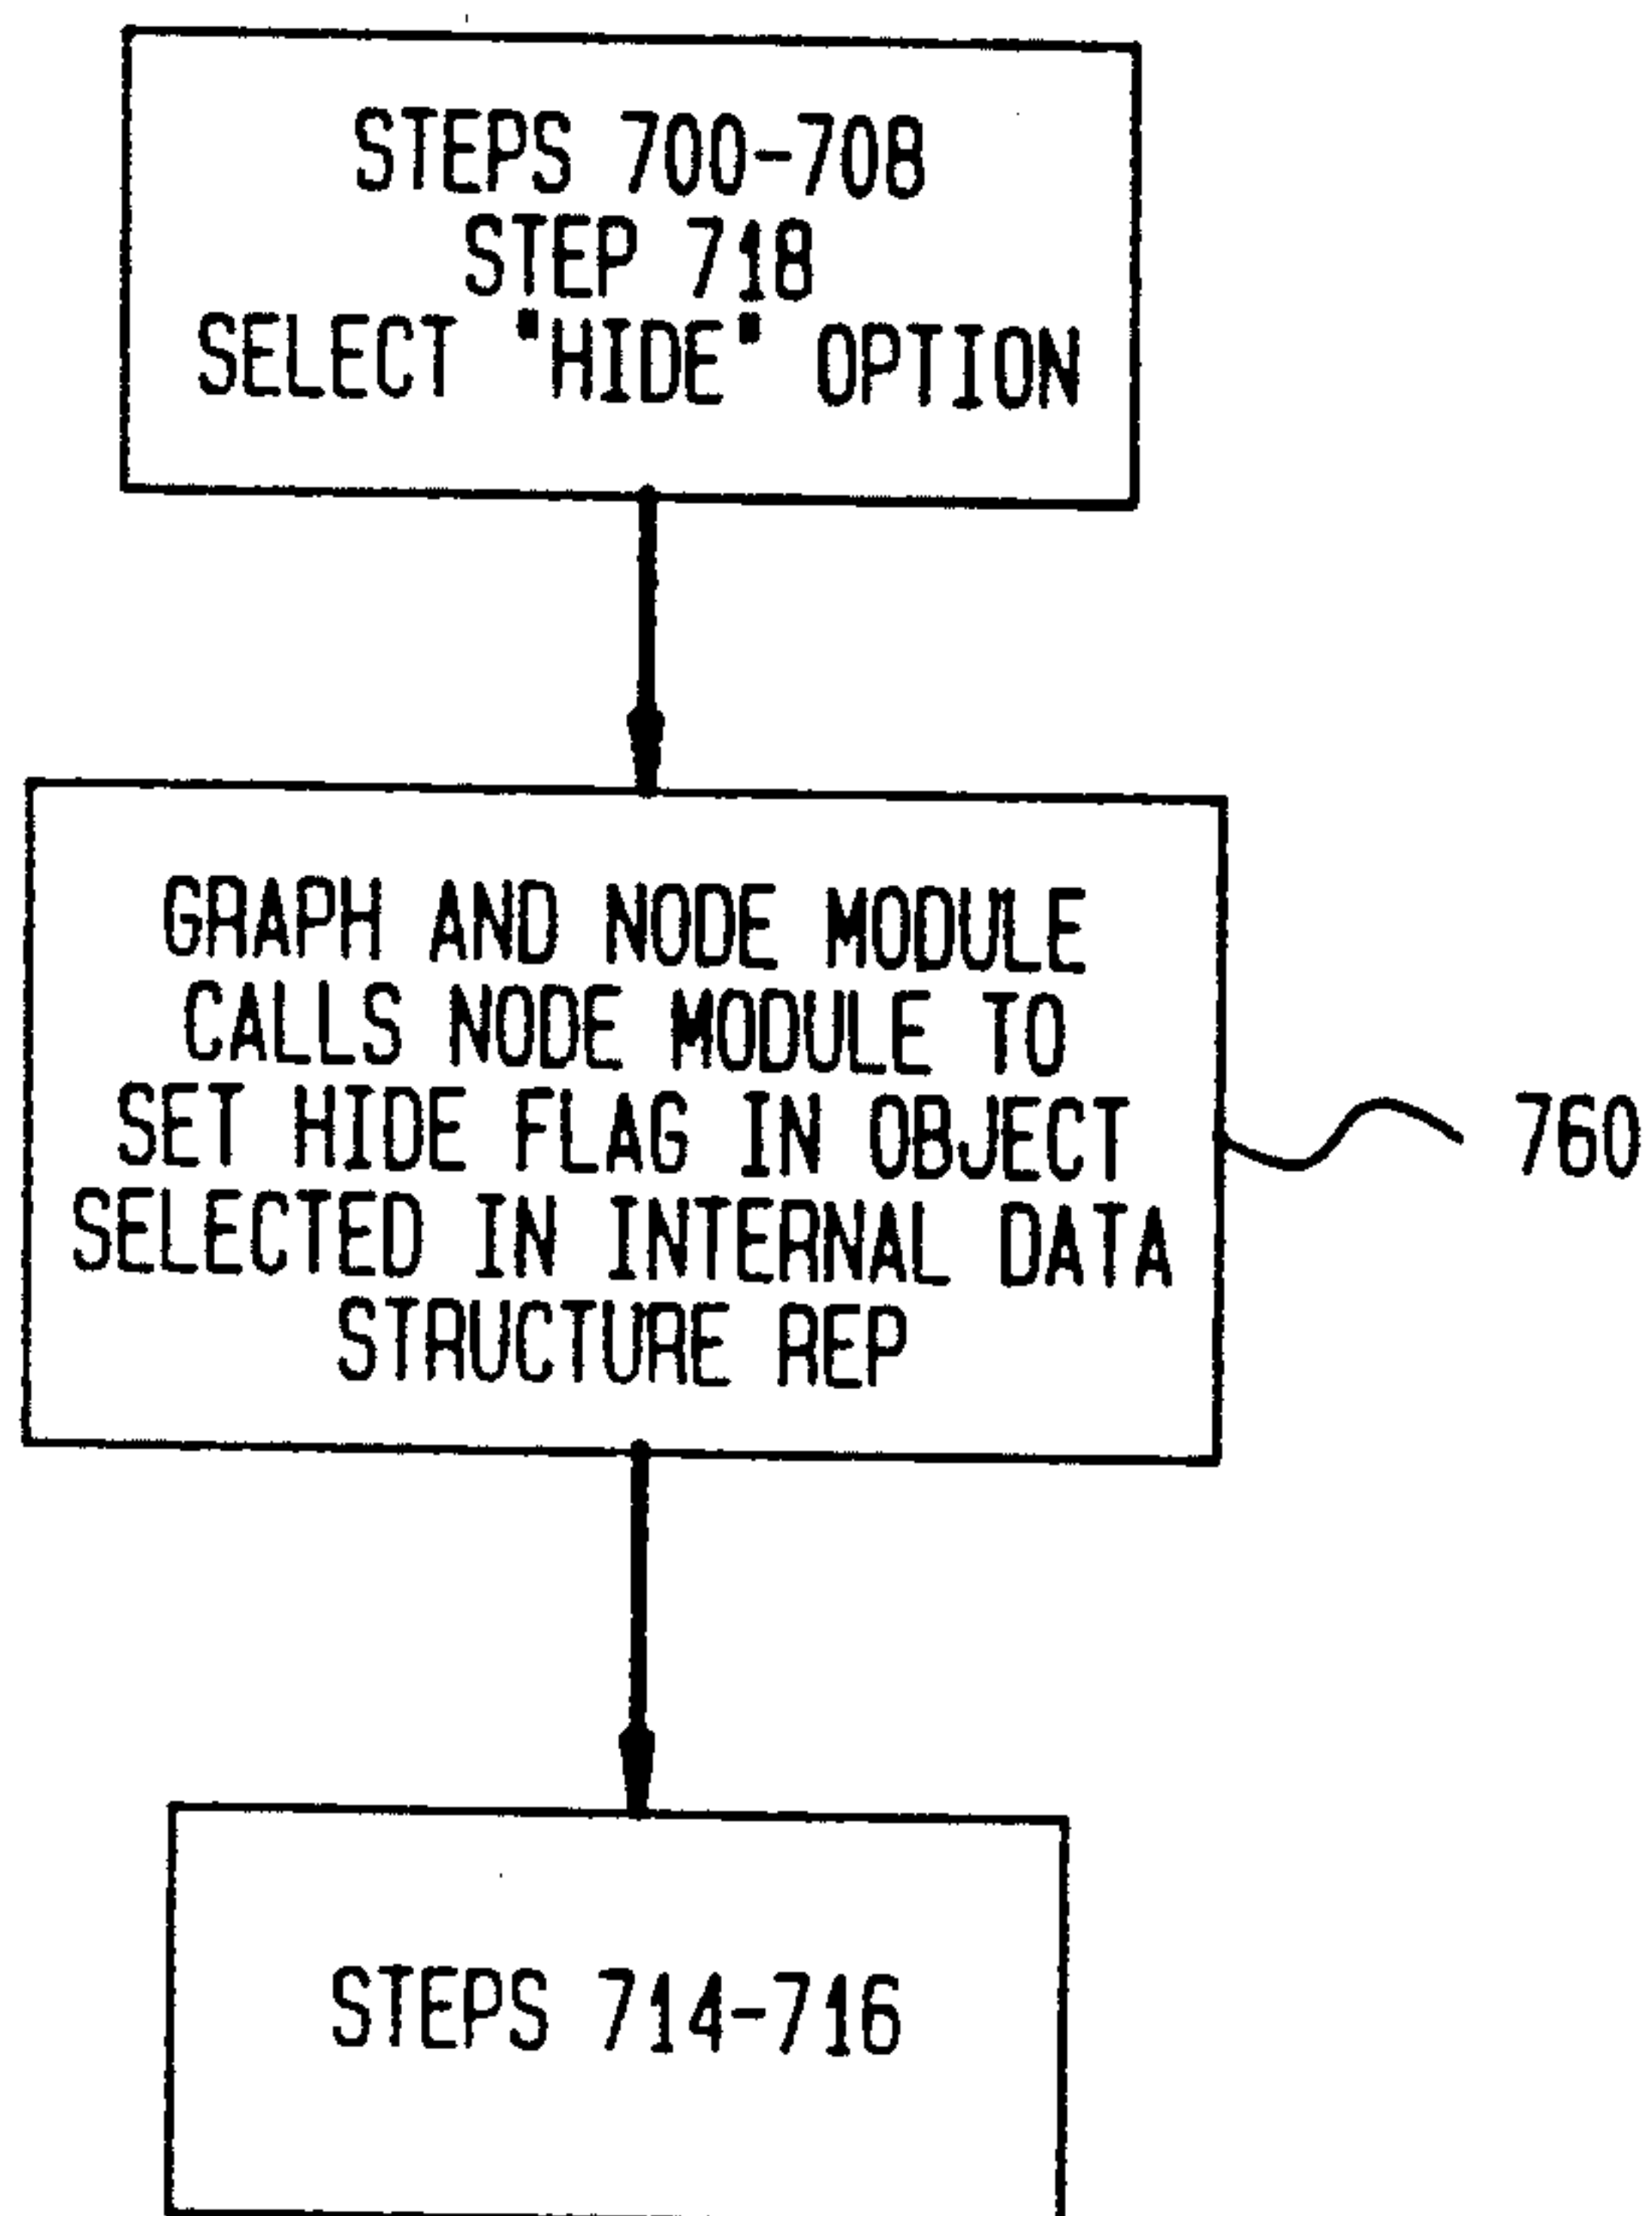 STEPS 700-708
STEP 718
SELECT "HIDE" OPTION
GRAPH AND NODE MODULE
CALLS NODE MODULE TO
SET HIDE FLAG IN OBJECT
SELECTED IN INTERNAL DATA
STRUCTURE REP
760
STEPS 714-716